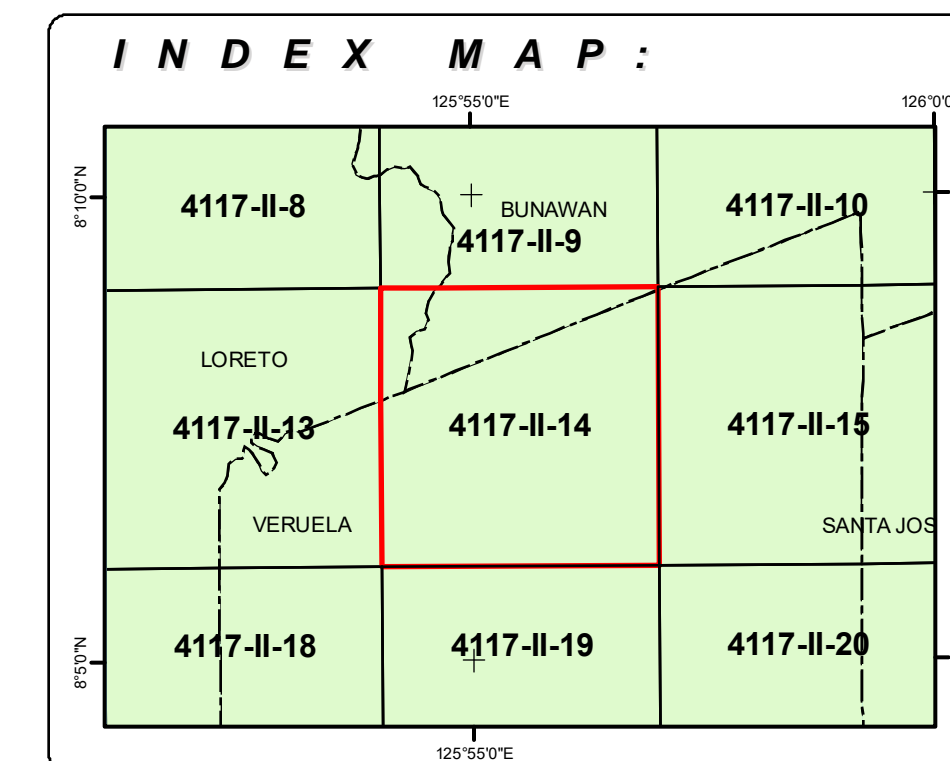 INDEX MAP:
125°55'0"E
126°0'0
8°10'0"N
4117-II-8
BUNAWAN
4117-II-9
4117-II-10
LORETO
4117-II-13
4117-II-14
4117-II-15
VERUELA
SANTA JOS
4117-II-18
4117-II-19
4117-II-20
8°5'0"N
125°55'0"E